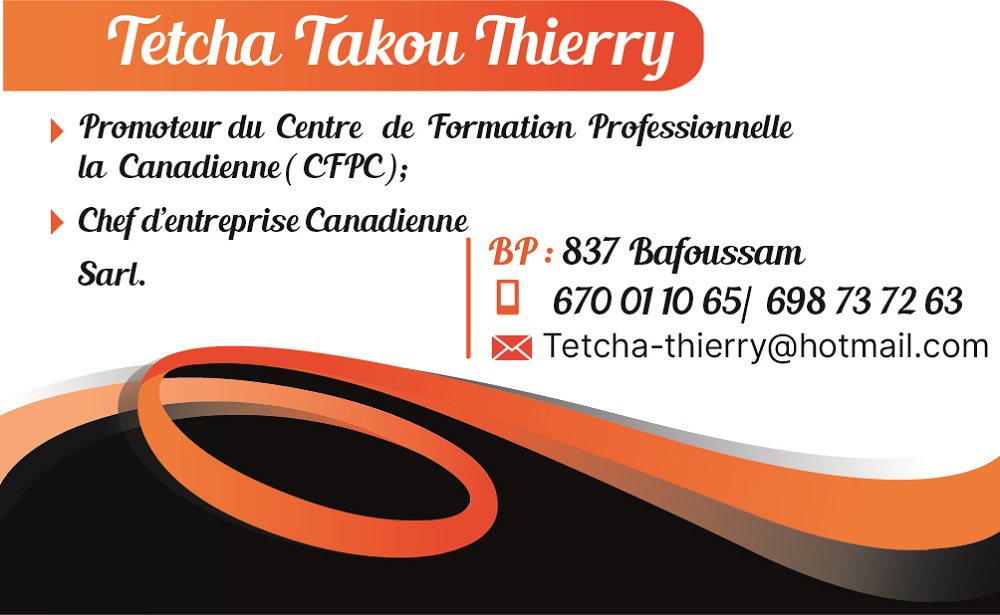 Tetcha Takou Thierry
Promoteur du Centre de Formation Professionnelle
la Canadienne( CFPC);
Chef d'entreprise Canadienne
Sarl.
BP : 837 Bafoussam
670 01 10 65/ 698 73 72 63
Tetcha-thierry@hotmail.com